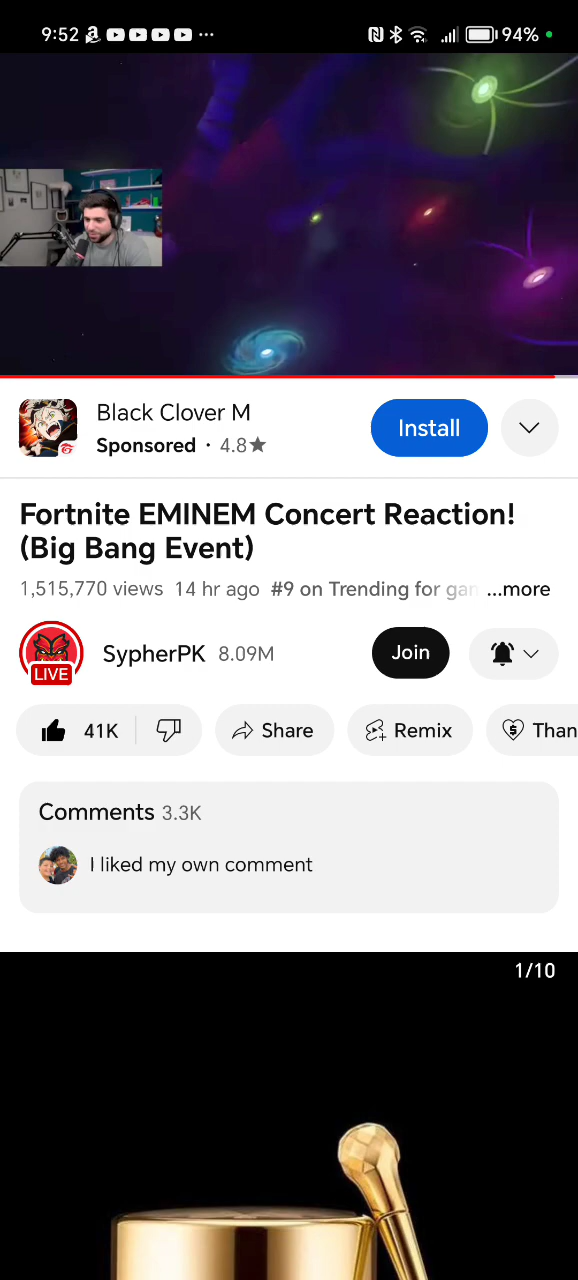 9:52 94%
Black Clover M
Sponsored · 4.8★
Install
Fortnite EMINEM Concert Reaction!
(Big Bang Event)
1,515,770 views 14 hr ago #9 on Trending for gan ...more
LIVE
SypherPK 8.09M
Join
41K
Share
Remix
Than
Comments 3.3K
I liked my own comment
1/10